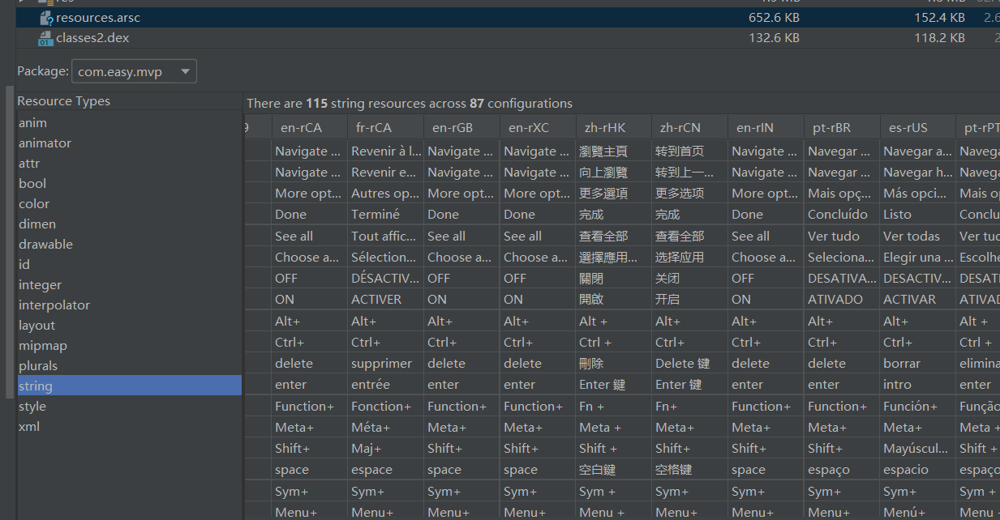 resources.arsc 652.6 KB 152.4 KB
classes2.dex 132.6 KB 118.2 KB
Package: com.easy.mvp
Resource Types
There are 115 string resources across 87 configurations
anim
animator
attr
bool
color
dimen
drawable
id
integer
interpolator
layout
mipmap
plurals
string
style
xml
en-rCA fr-rCA en-rGB en-rXC zh-rHK zh-rCN en-rIN pt-rBR es-rUS pt-rPT
Navigate ... Revenir à l... Navigate ... Navigate ... 瀏覽主頁 转到首页 Navigate ... Navegar ... Navegar a... Navega
Navigate ... Revenir e... Navigate ... Navigate ... 向上瀏覽 转到上一... Navigate ... Navegar ... Navegar h... Navega
More opt... Autres op... More opt... More opt... 更多選項 更多选项 More opt... Mais opç... Más opci... Mais o
Done Terminé Done Done 完成 完成 Done Concluído Listo Conclu
See all Tout affic... See all See all 查看全部 查看全部 See all Ver tudo Ver todas Ver tud
Choose a... Sélection... Choose a... Choose a... 選擇應用... 选择应用 Choose a... Seleciona... Elegir una ... Escolhe
OFF DÉSACTIV... OFF OFF 關閉 关闭 OFF DESATIVA... DESACTIV... DESATI
ON ACTIVER ON ON 開啟 开启 ON ATIVADO ACTIVAR ATIVAD
Alt+ Alt+ Alt+ Alt+ Alt + Alt+ Alt+ Alt+ Alt+ Alt +
Ctrl+ Ctrl+ Ctrl+ Ctrl+ Ctrl + Ctrl+ Ctrl+ Ctrl+ Ctrl+ Ctrl +
delete supprimer delete delete 刪除 Delete 键 delete delete borrar elimina
enter entrée enter enter Enter 鍵 Enter 键 enter enter intro enter
Function+ Fonction+ Function+ Function+ Fn + Fn+ Function+ Function+ Función+ Função
Meta+ Méta+ Meta+ Meta+ Meta + Meta+ Meta+ Meta+ Meta+ Meta +
Shift+ Maj+ Shift+ Shift+ Shift + Shift+ Shift+ Shift+ Mayúscul... Shift +
space espace space space 空白鍵 空格键 space espaço espacio espaço
Sym+ Sym+ Sym+ Sym+ Sym + Sym+ Sym+ Sym+ Sym+ Sym +
Menu+ Menu+ Menu+ Menu+ Menu + Menu+ Menu+ Menu+ Menú+ Menu